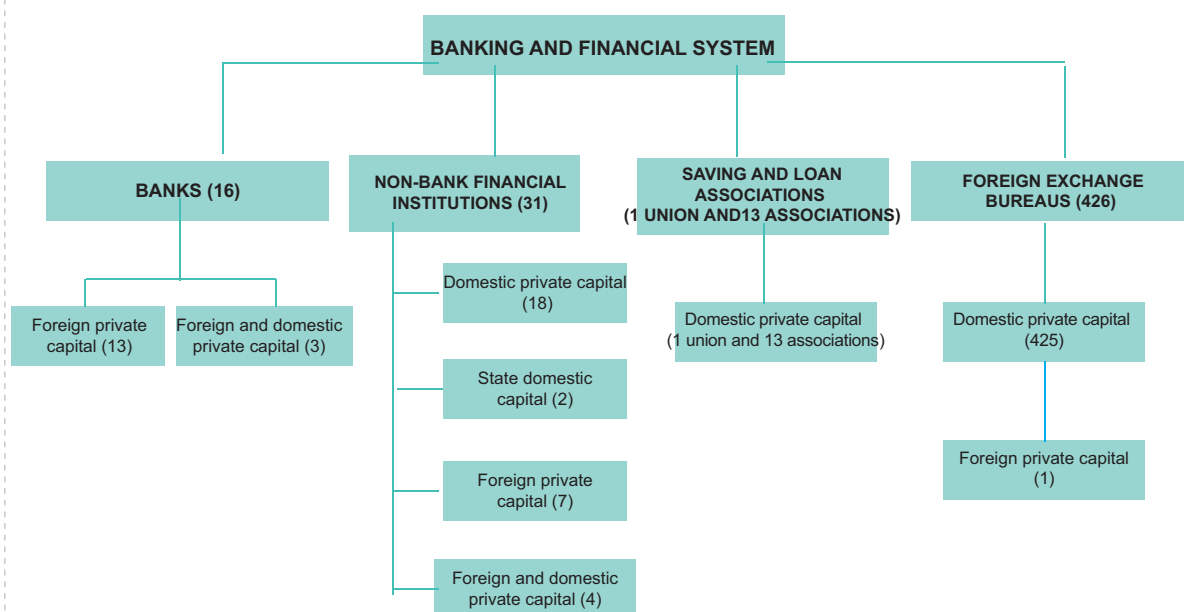 BANKING AND FINANCIAL SYSTEM
BANKS (16)
NON-BANK FINANCIAL
INSTITUTIONS (31)
SAVING AND LOAN
ASSOCIATIONS
(1 UNION AND13 ASSOCIATIONS)
FOREIGN EXCHANGE
BUREAUS (426)
Foreign private
capital (13)
Foreign and domestic
private capital (3)
Domestic private capital
(18)
State domestic
capital (2)
Foreign private
capital (7)
Foreign and domestic
private capital (4)
Domestic private capital
(1 union and 13 associations)
Domestic private capital
(425)
Foreign private capital
(1)